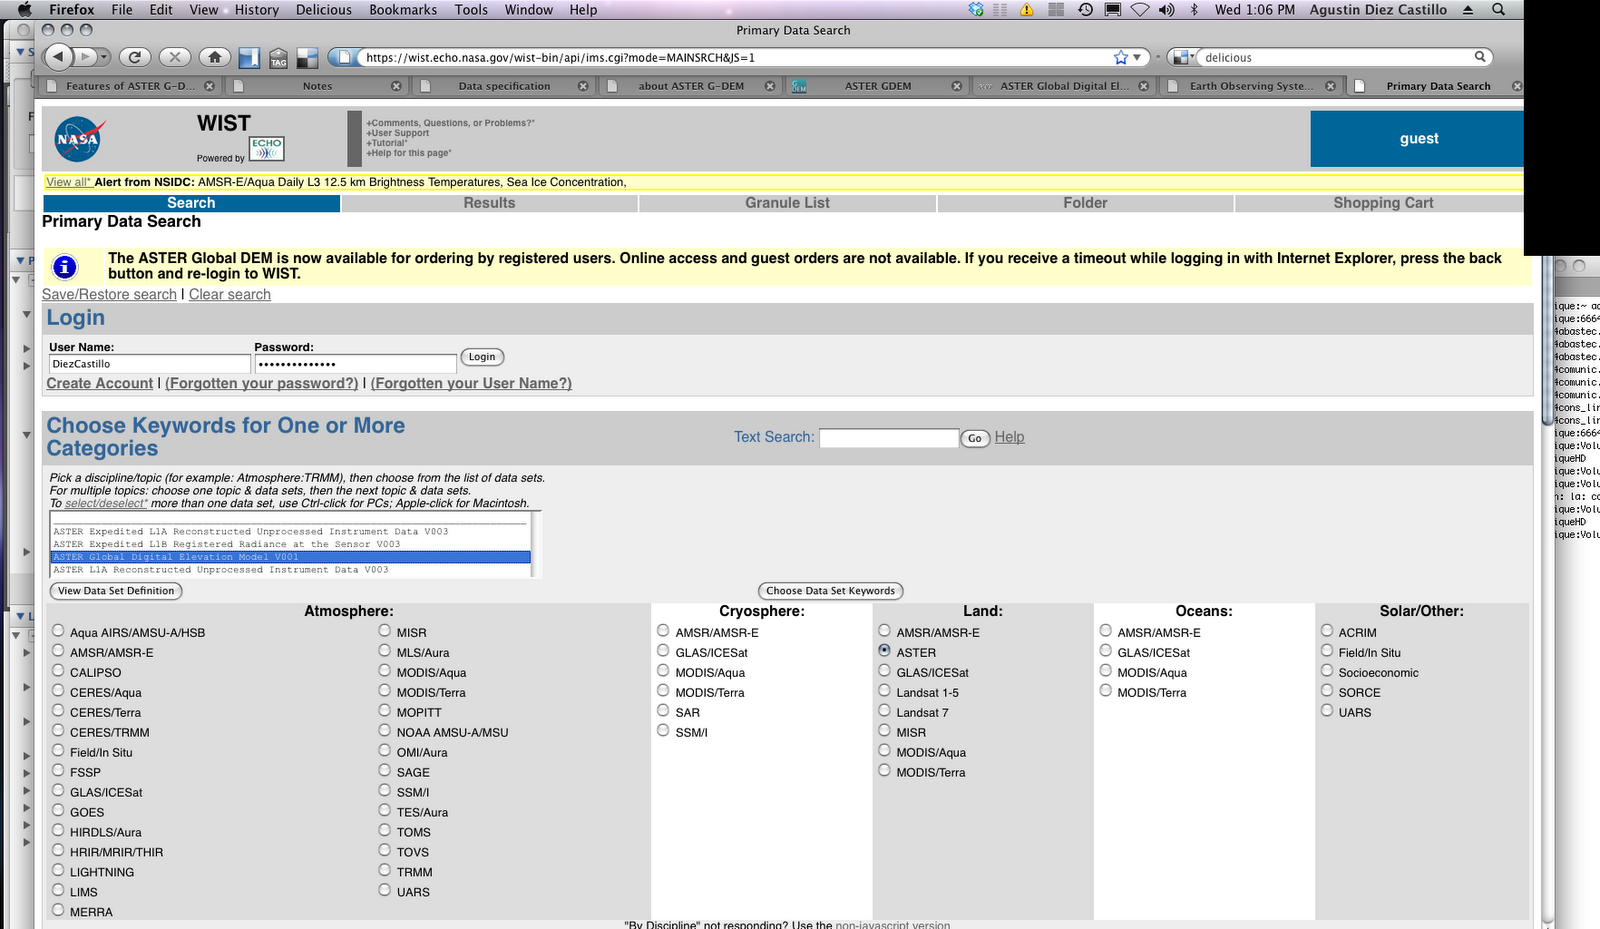 Firefox File Edit View History Delicious Bookmarks Tools Window Help Wed 1:06 PM Agustin Diez Castillo
Primary Data Search
https://wist.echo.nasa.gov/wist-bin/api/ims.cgi?mode=MAINSRCH&JS=1 delicious
Features of ASTER G-D... Notes Data specification about ASTER G-DEM ASTER GDEM ASTER Global Digital El... Earth Observing Syste... Primary Data Search
NASA
WIST
Powered by ECHO
+Comments, Questions, or Problems?*
+User Support
+Tutorial*
+Help for this page*
guest
View all* Alert from NSIDC: AMSR-E/Aqua Daily L3 12.5 km Brightness Temperatures, Sea Ice Concentration,
Search Results Granule List Folder Shopping Cart
Primary Data Search
The ASTER Global DEM is now available for ordering by registered users. Online access and guest orders are not available. If you receive a timeout while logging in with Internet Explorer, press the back
button and re-login to WIST.
Save/Restore search | Clear search
Login
User Name: Password:
DiezCastillo •••••••••••••• Login
Create Account | (Forgotten your password?) | (Forgotten your User Name?)
Choose Keywords for One or More
Categories
Text Search: Go Help
Pick a discipline/topic (for example: Atmosphere:TRMM), then choose from the list of data sets.
For multiple topics: choose one topic & data sets, then the next topic & data sets.
To select/deselect* more than one data set, use Ctrl-click for PCs; Apple-click for Macintosh.
ASTER Expedited L1A Reconstructed Unprocessed Instrument Data V003
ASTER Expedited L1B Registered Radiance at the Sensor V003
ASTER Global Digital Elevation Model V001
ASTER L1A Reconstructed Unprocessed Instrument Data V003
View Data Set Definition Choose Data Set Keywords
Atmosphere:
Aqua AIRS/AMSU-A/HSB
AMSR/AMSR-E
CALIPSO
CERES/Aqua
CERES/Terra
CERES/TRMM
Field/In Situ
FSSP
GLAS/ICESat
GOES
HIRDLS/Aura
HRIR/MRIR/THIR
LIGHTNING
LIMS
MERRA
MISR
MLS/Aura
MODIS/Aqua
MODIS/Terra
MOPITT
NOAA AMSU-A/MSU
OMI/Aura
SAGE
SSM/I
TES/Aura
TOMS
TOVS
TRMM
UARS
Cryosphere:
AMSR/AMSR-E
GLAS/ICESat
MODIS/Aqua
MODIS/Terra
SAR
SSM/I
Land:
AMSR/AMSR-E
ASTER
GLAS/ICESat
Landsat 1-5
Landsat 7
MISR
MODIS/Aqua
MODIS/Terra
Oceans:
AMSR/AMSR-E
GLAS/ICESat
MODIS/Aqua
MODIS/Terra
Solar/Other:
ACRIM
Field/In Situ
Socioeconomic
SORCE
UARS
"By Discipline" not responding? Use the non-javascript version